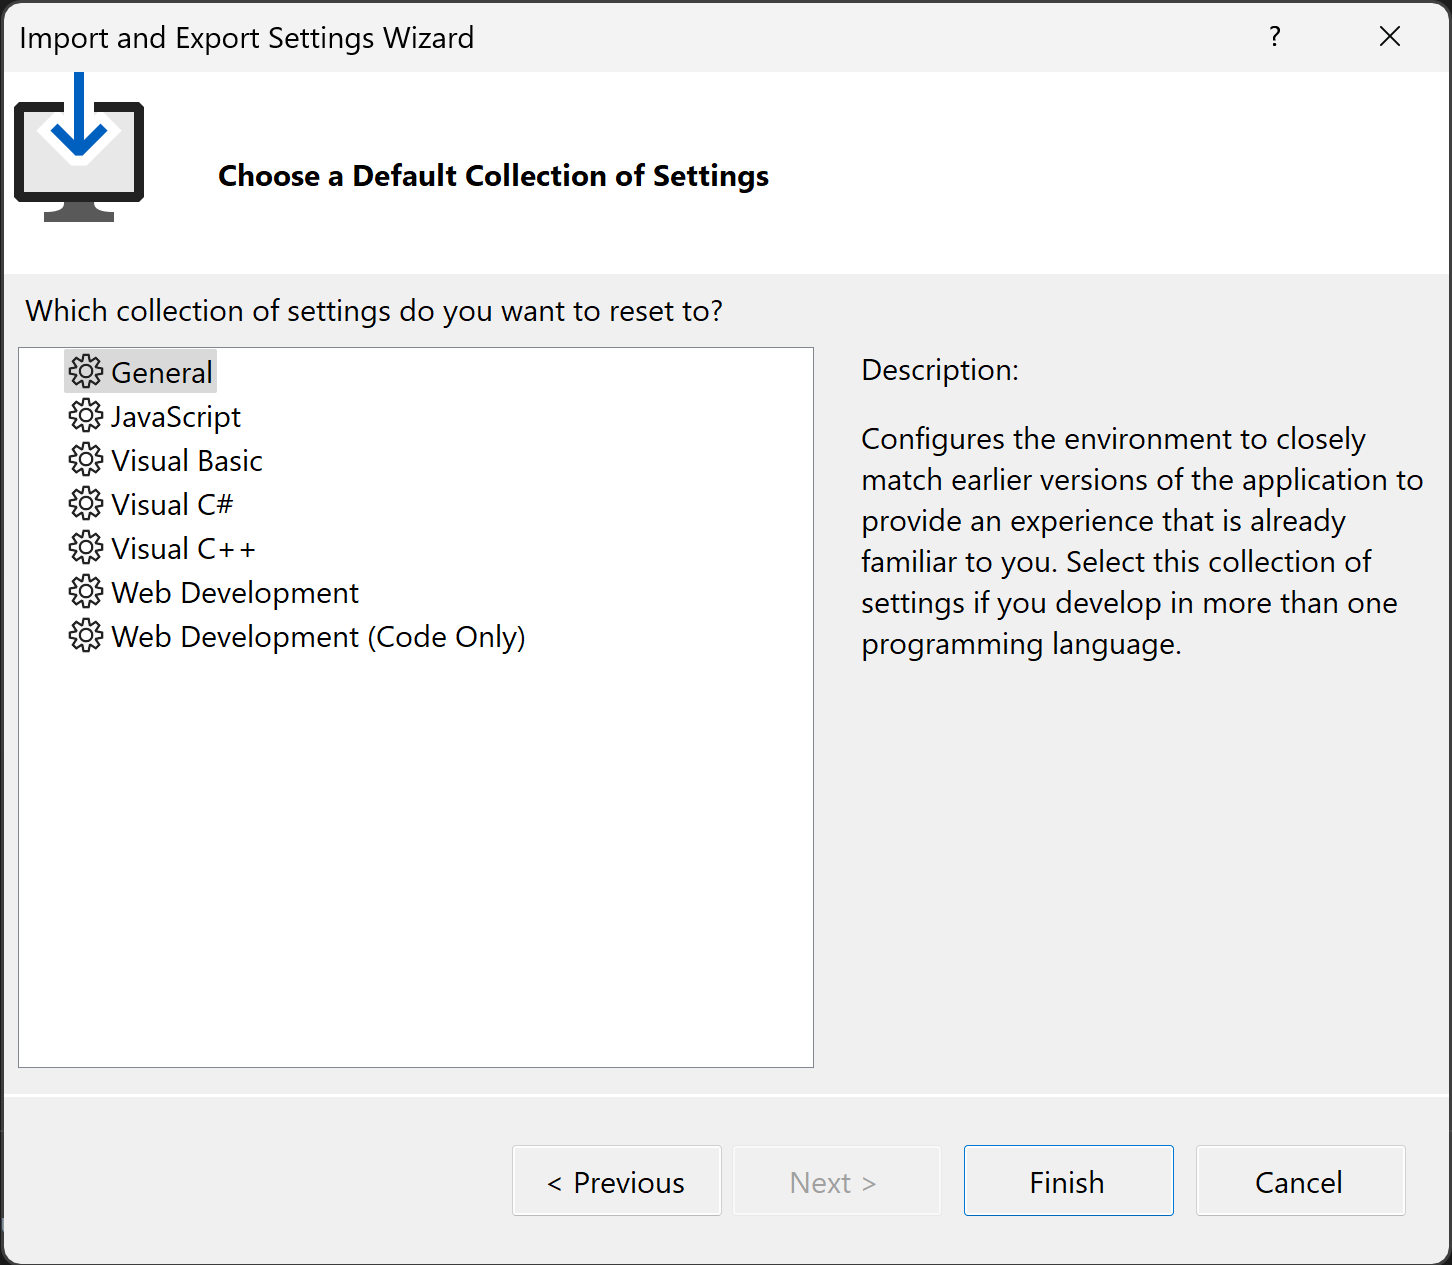 Import and Export Settings Wizard
?
Choose a Default Collection of Settings
Which collection of settings do you want to reset to?
General
JavaScript
Visual Basic
Visual C#
Visual C++
Web Development
Web Development (Code Only)
Description:
Configures the environment to closely
match earlier versions of the application to
provide an experience that is already
familiar to you. Select this collection of
settings if you develop in more than one
programming language.
< Previous
Next >
Finish
Cancel